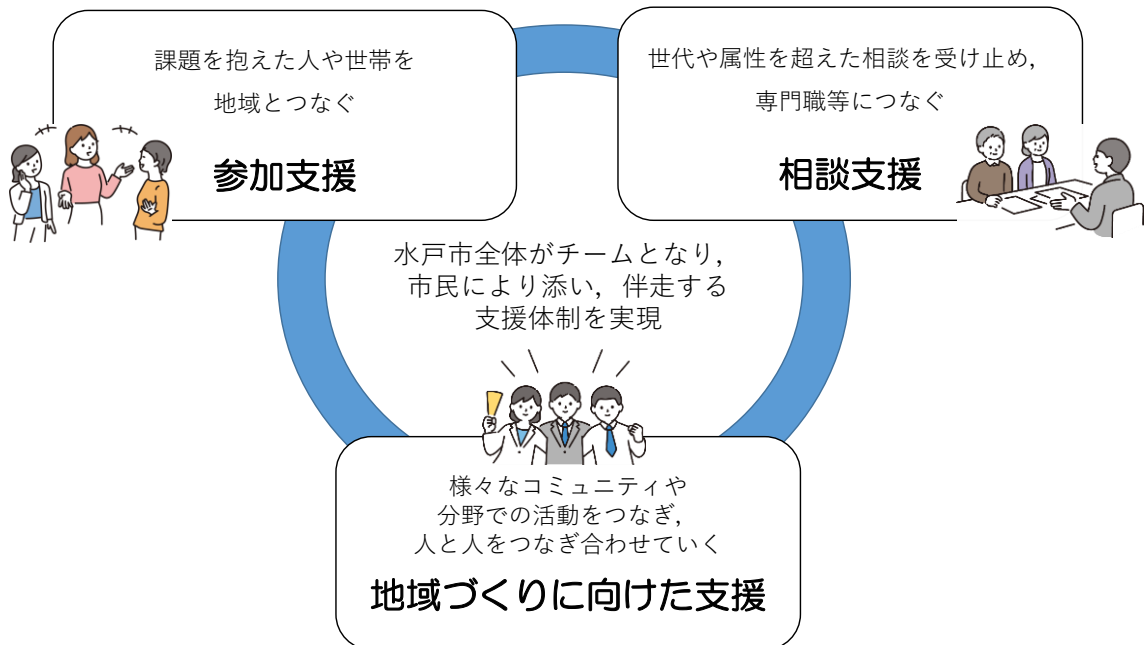 課題を抱えた人や世帯を
地域とつなぐ
参加支援
世代や属性を超えた相談を受け止め,
専門職等につなぐ
相談支援
水戸市全体がチームとなり,
市民により添い, 伴走する
支援体制を実現
様々なコミュニティや
分野での活動をつなぎ,
人と人をつなぎ合わせていく
地域づくりに向けた支援